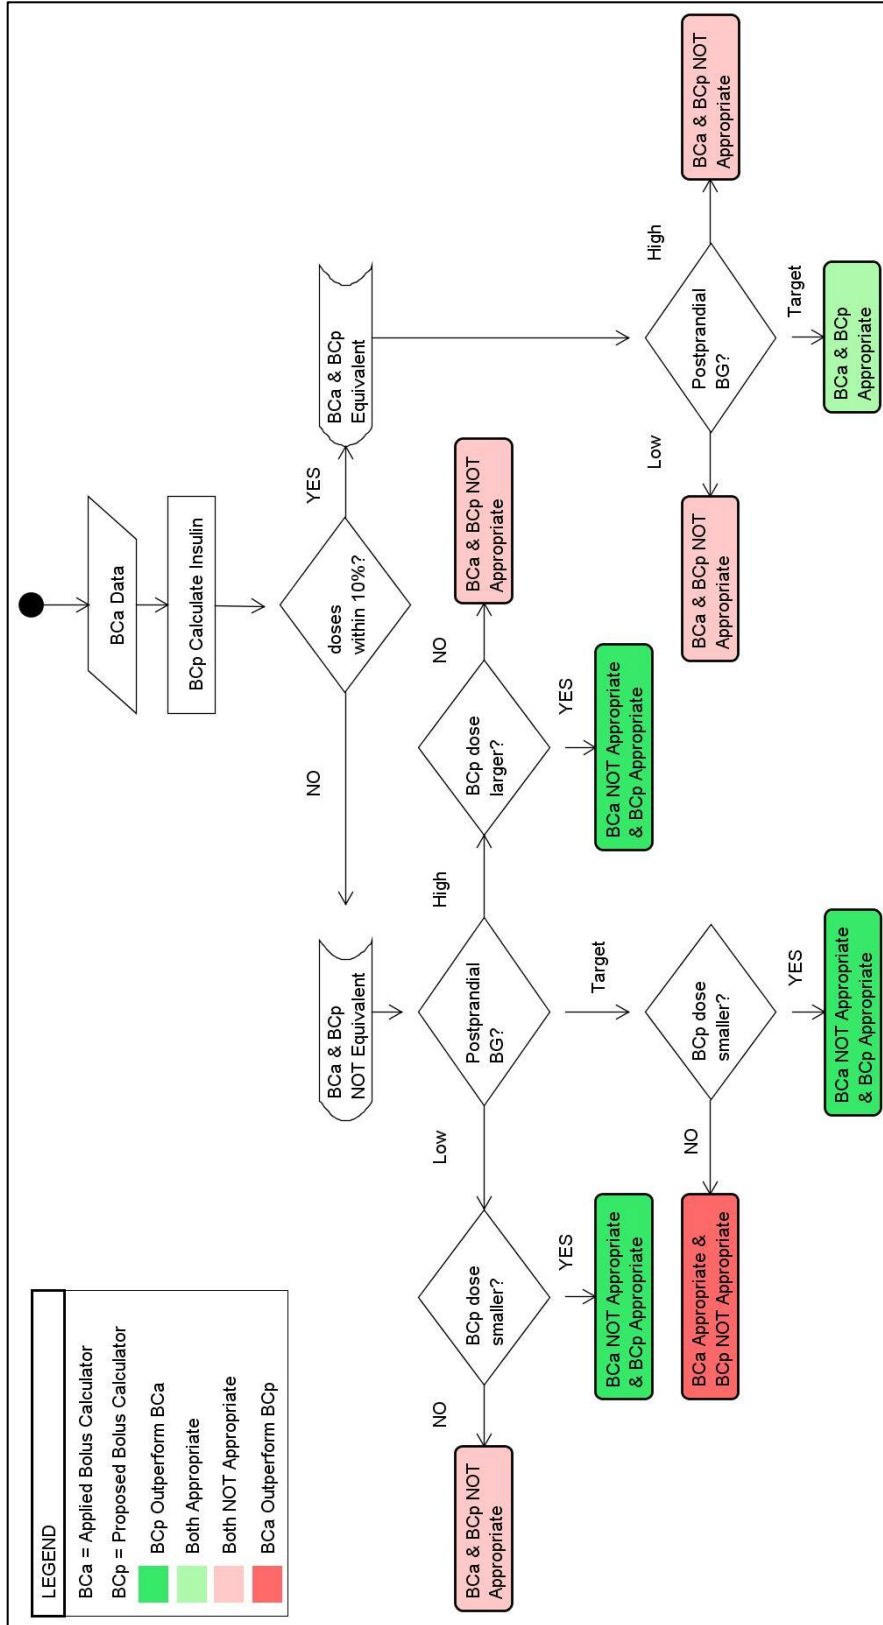 LEGEND
BCa = Applied Bolus Calculator
BCp = Proposed Bolus Calculator
BCp Outperform BCa
Both Appropriate
Both NOT Appropriate
BCa Outperform BCp
BCa Data
BCp Calculate Insulin
doses
within 10%?
NO
YES
BCa & BCp
NOT Equivalent
BCa & BCp
Equivalent
Postprandial
BG?
Low
High
Target
BCp dose
smaller?
NO
YES
BCa & BCp NOT
Appropriate
BCa NOT Appropriate
& BCp Appropriate
BCp dose
larger?
NO
YES
BCa & BCp NOT
Appropriate
BCa NOT Appropriate
& BCp Appropriate
BCp dose
smaller?
NO
YES
BCa Appropriate &
BCp NOT Appropriate
BCa NOT Appropriate
& BCp Appropriate
Postprandial
BG?
Low
High
Target
BCa & BCp NOT
Appropriate
BCa & BCp NOT
Appropriate
BCa & BCp
Appropriate